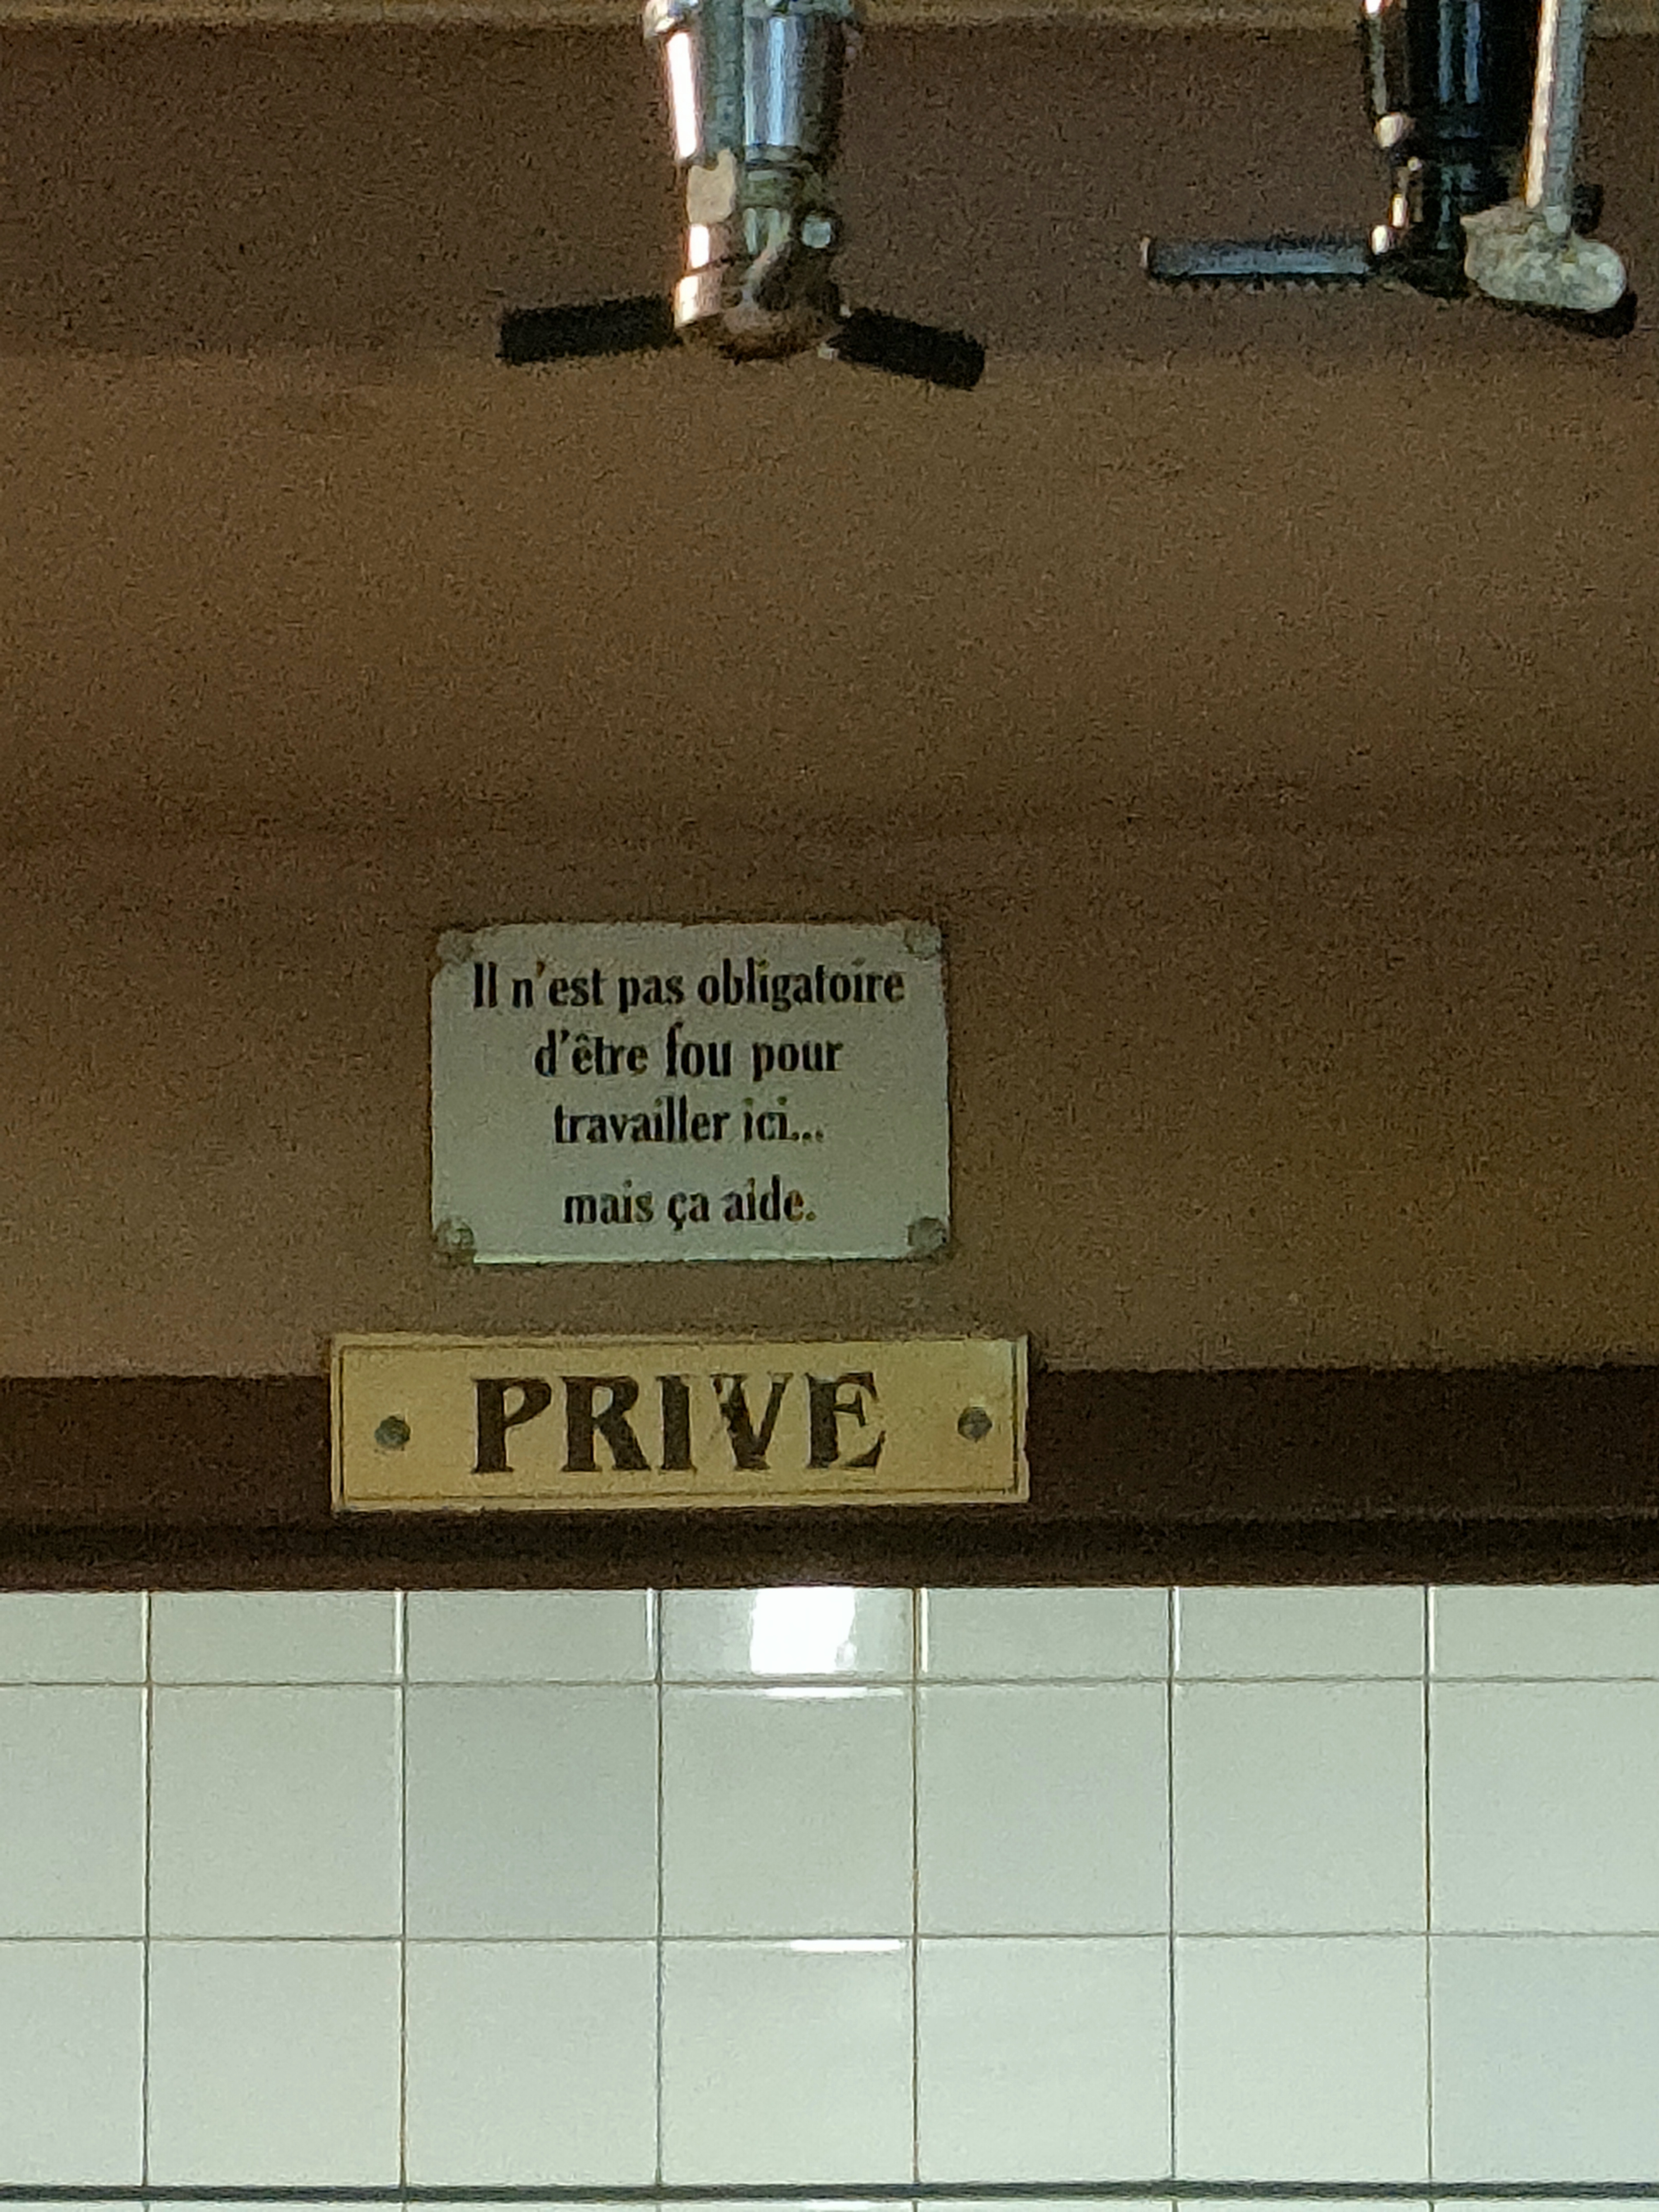 Il n'est pas obligatoire
d'être fou pour
travailler ici...
mais ça aide.
PRIVE